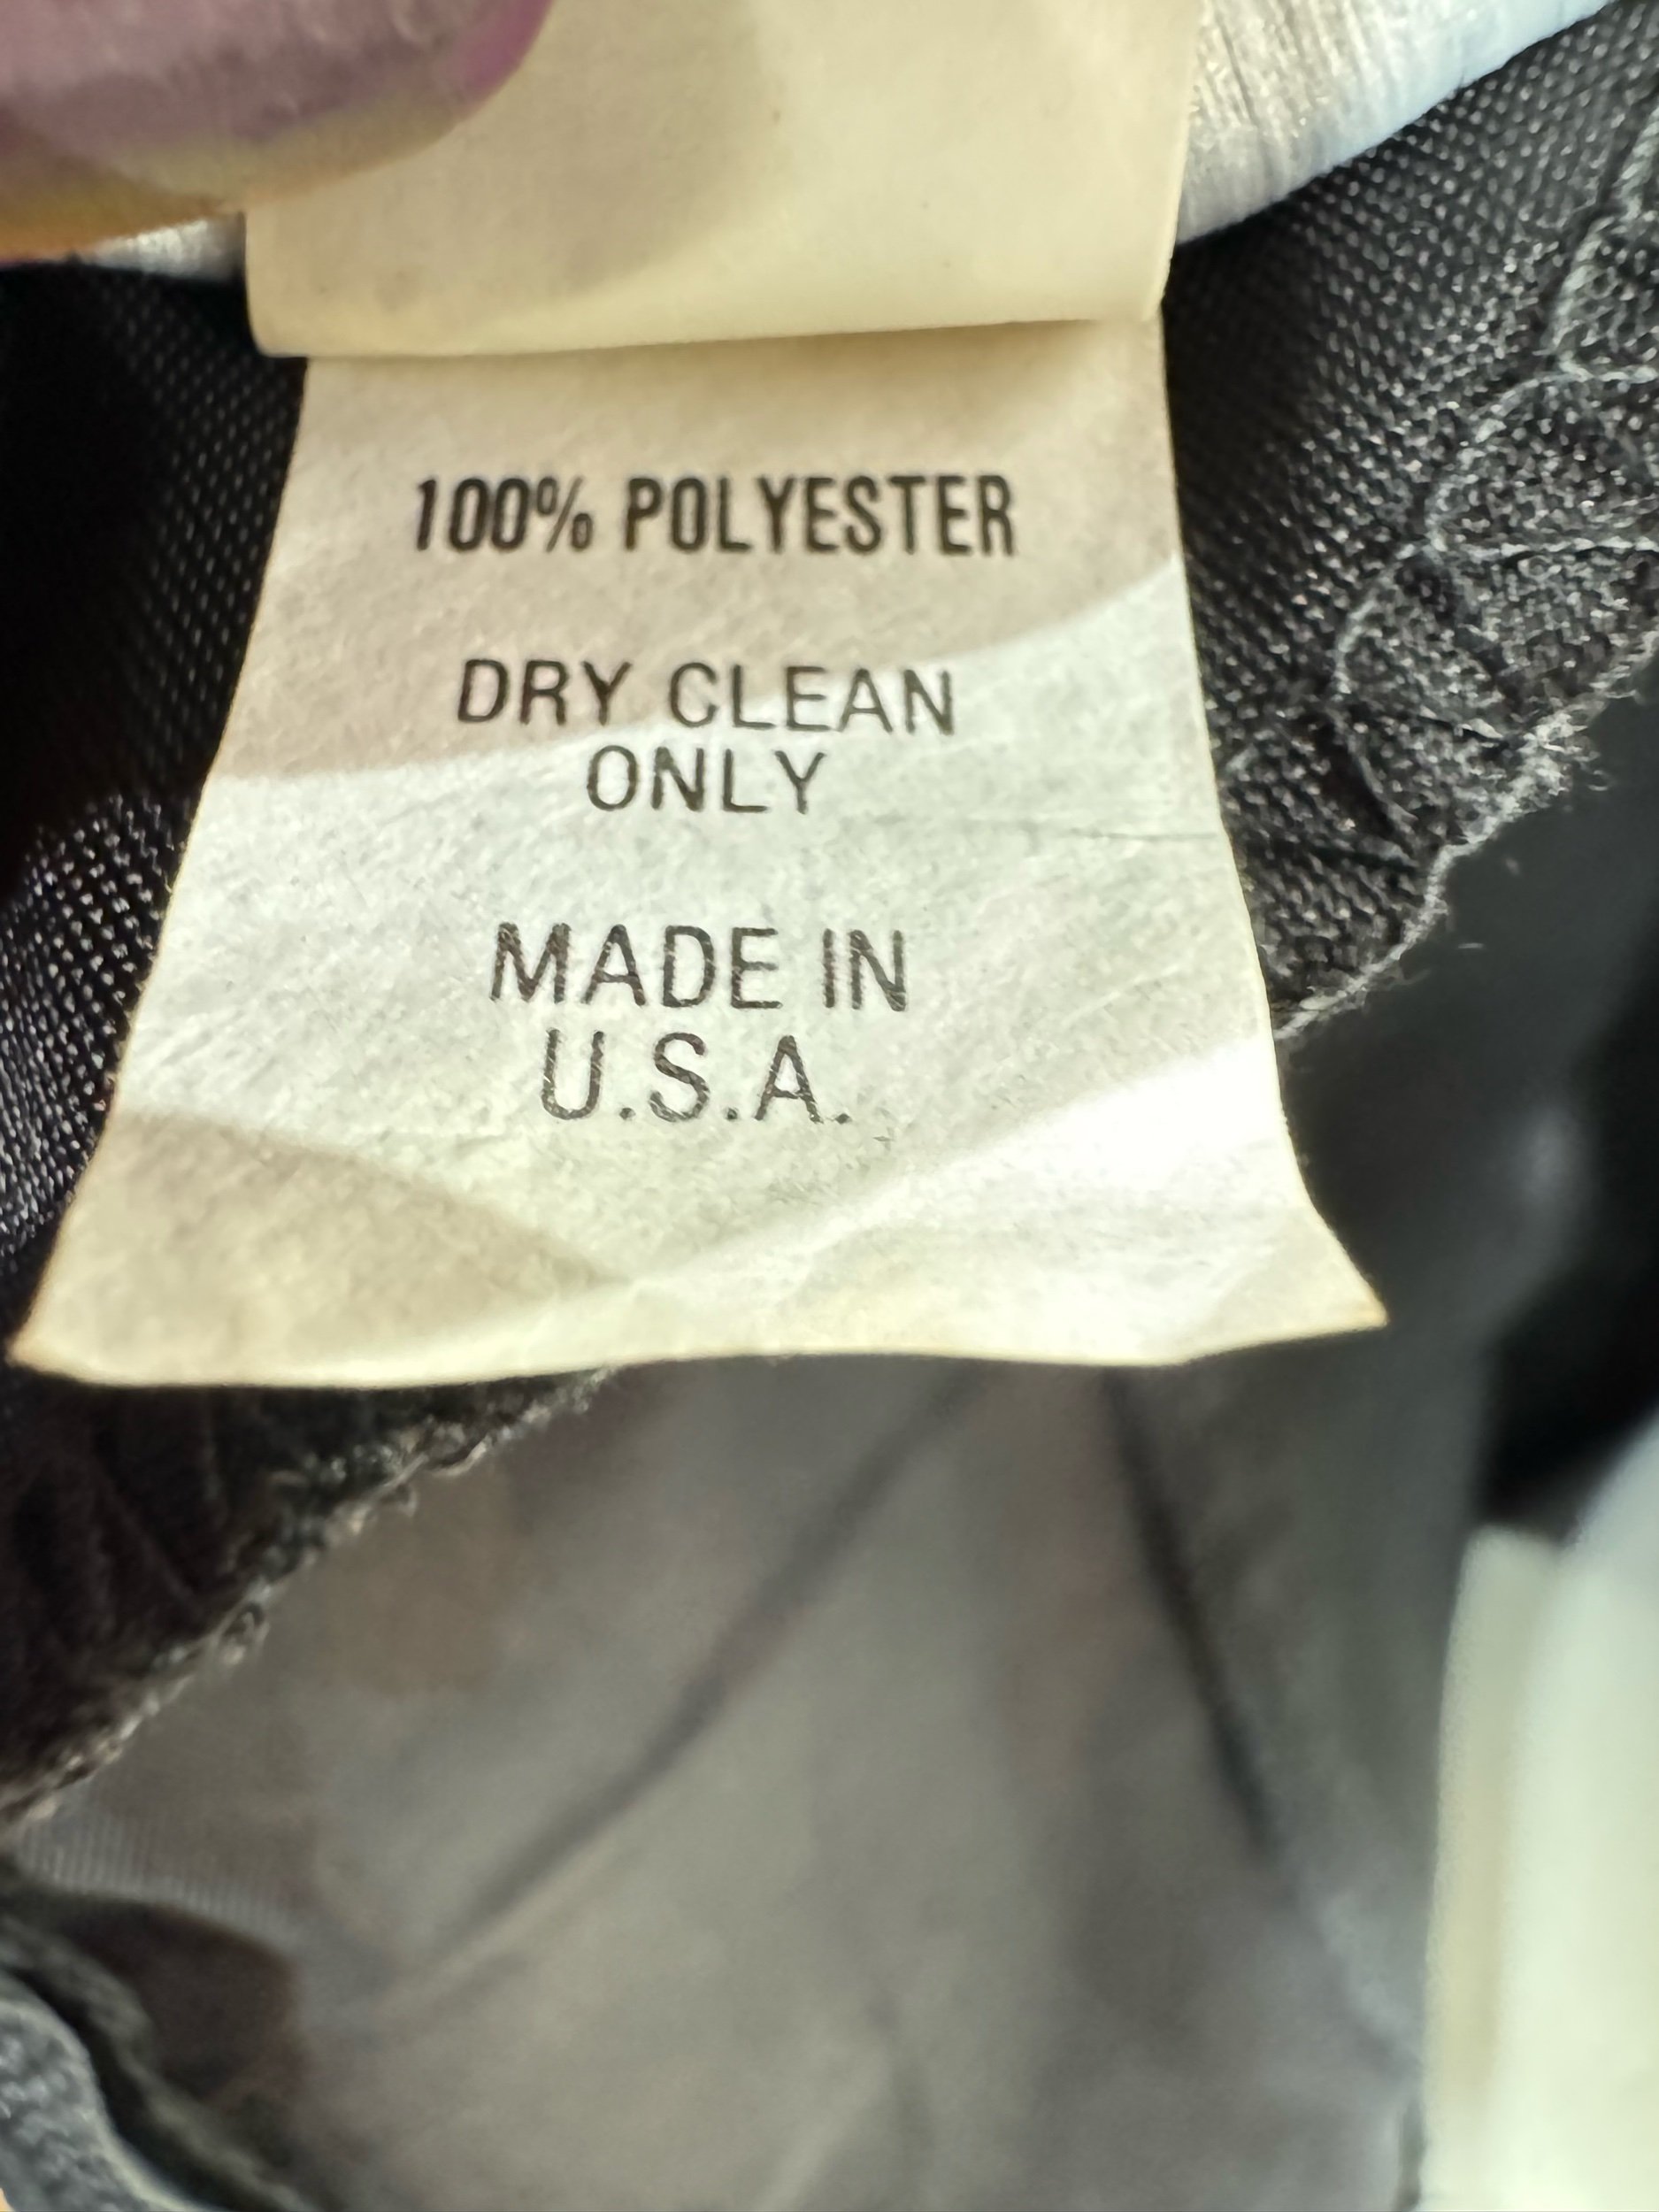 100% POLYESTER
DRY CLEAN
ONLY
MADE IN
U.S.A.